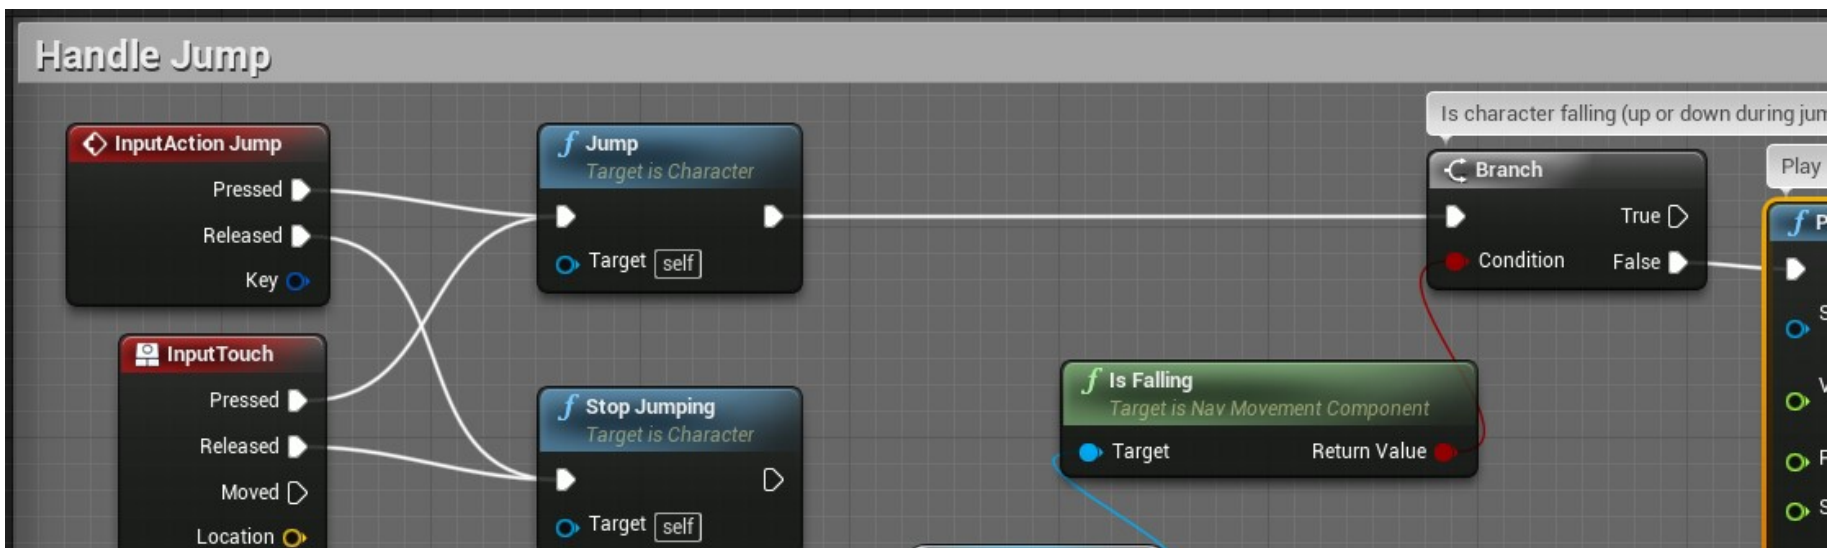 Handle Jump
InputAction Jump
Pressed
Released
Key
InputTouch
Pressed
Released
Moved
Location
f Jump
Target is Character
Target self
f Stop Jumping
Target is Character
Target self
f Is Falling
Target is Nav Movement Component
Target Return Value
Is character falling (up or down during
Branch
True
Condition False
Play
f